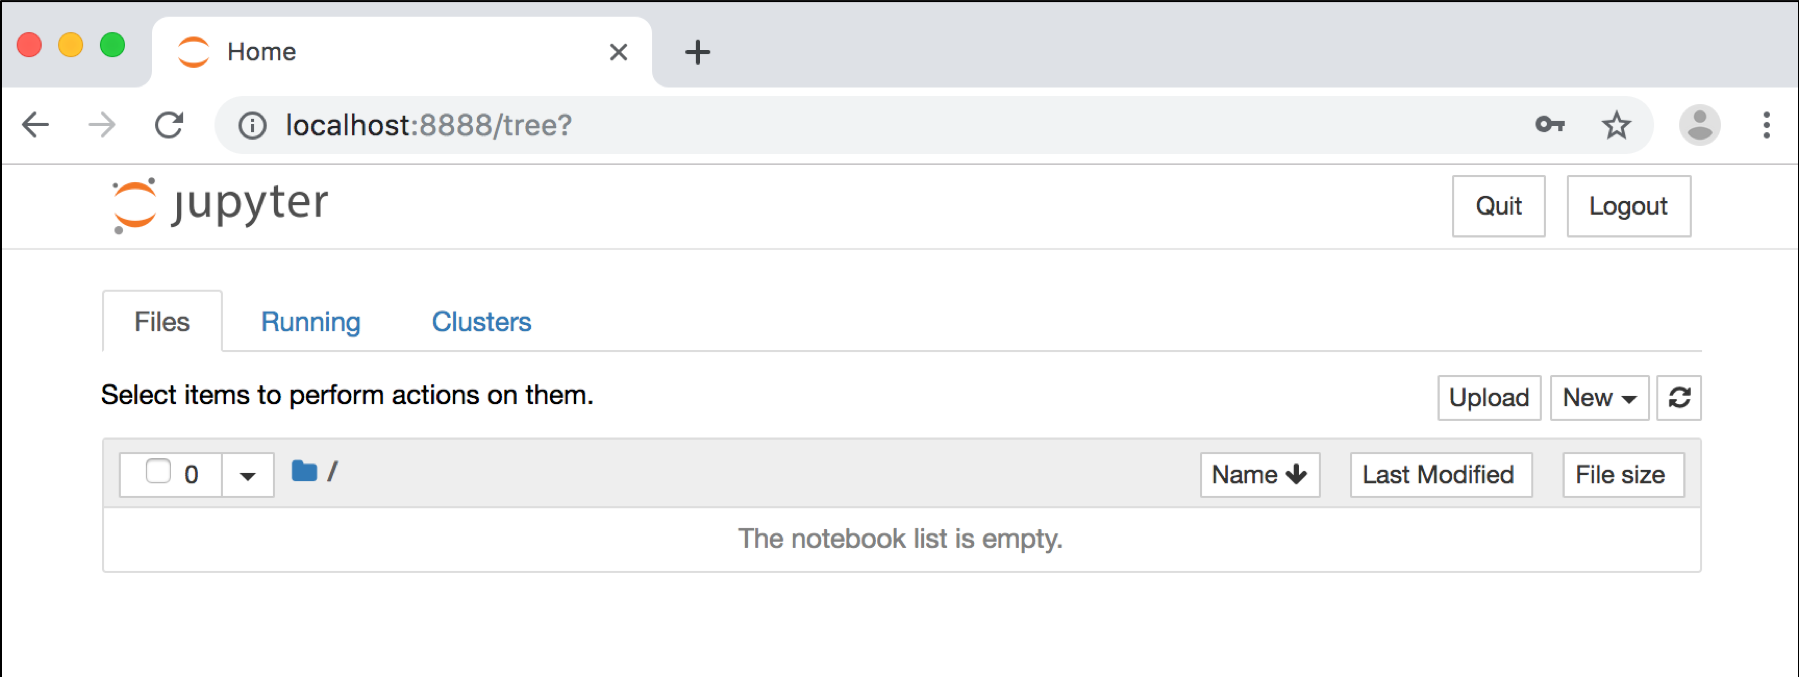 Home
localhost:8888/tree?
jupyter
Quit Logout
Files Running Clusters
Select items to perform actions on them.
Upload New
0 / Name Last Modified File size
The notebook list is empty.